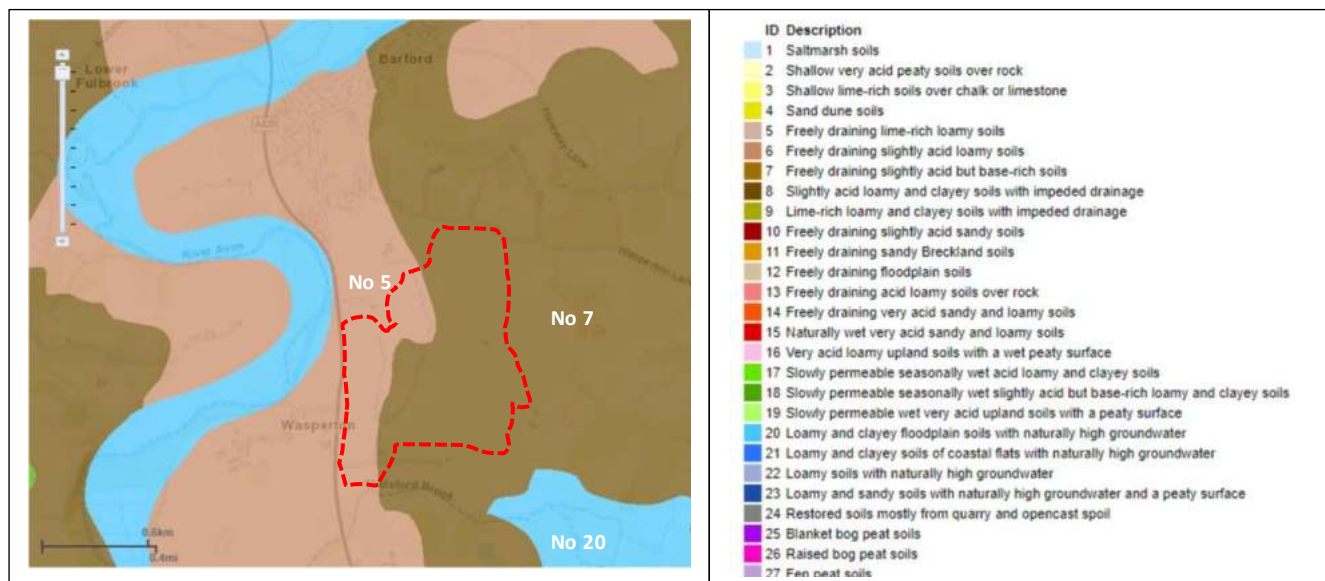 Lower
Fulbrook
Barford
River Avon
No 5
No 7
Wasperton
Brook
No 20
0.6km
0.4mi
ID Description
1 Saltmarsh soils
2 Shallow very acid peaty soils over rock
3 Shallow lime-rich soils over chalk or limestone
4 Sand dune soils
5 Freely draining lime-rich loamy soils
6 Freely draining slightly acid loamy soils
7 Freely draining slightly acid but base-rich soils
8 Slightly acid loamy and clayey soils with impeded drainage
9 Lime-rich loamy and clayey soils with impeded drainage
10 Freely draining slightly acid sandy soils
11 Freely draining sandy Breckland soils
12 Freely draining floodplain soils
13 Freely draining acid loamy soils over rock
14 Freely draining very acid sandy and loamy soils
15 Naturally wet very acid sandy and loamy soils
16 Very acid loamy upland soils with a wet peaty surface
17 Slowly permeable seasonally wet acid loamy and clayey soils
18 Slowly permeable seasonally wet slightly acid but base-rich loamy and clayey soils
19 Slowly permeable wet very acid upland soils with a peaty surface
20 Loamy and clayey floodplain soils with naturally high groundwater
21 Loamy and clayey soils of coastal flats with naturally high groundwater
22 Loamy soils with naturally high groundwater
23 Loamy and sandy soils with naturally high groundwater and a peaty surface
24 Restored soils mostly from quarry and opencast spoil
25 Blanket bog peat soils
26 Raised bog peat soils
27 Fen peat soils